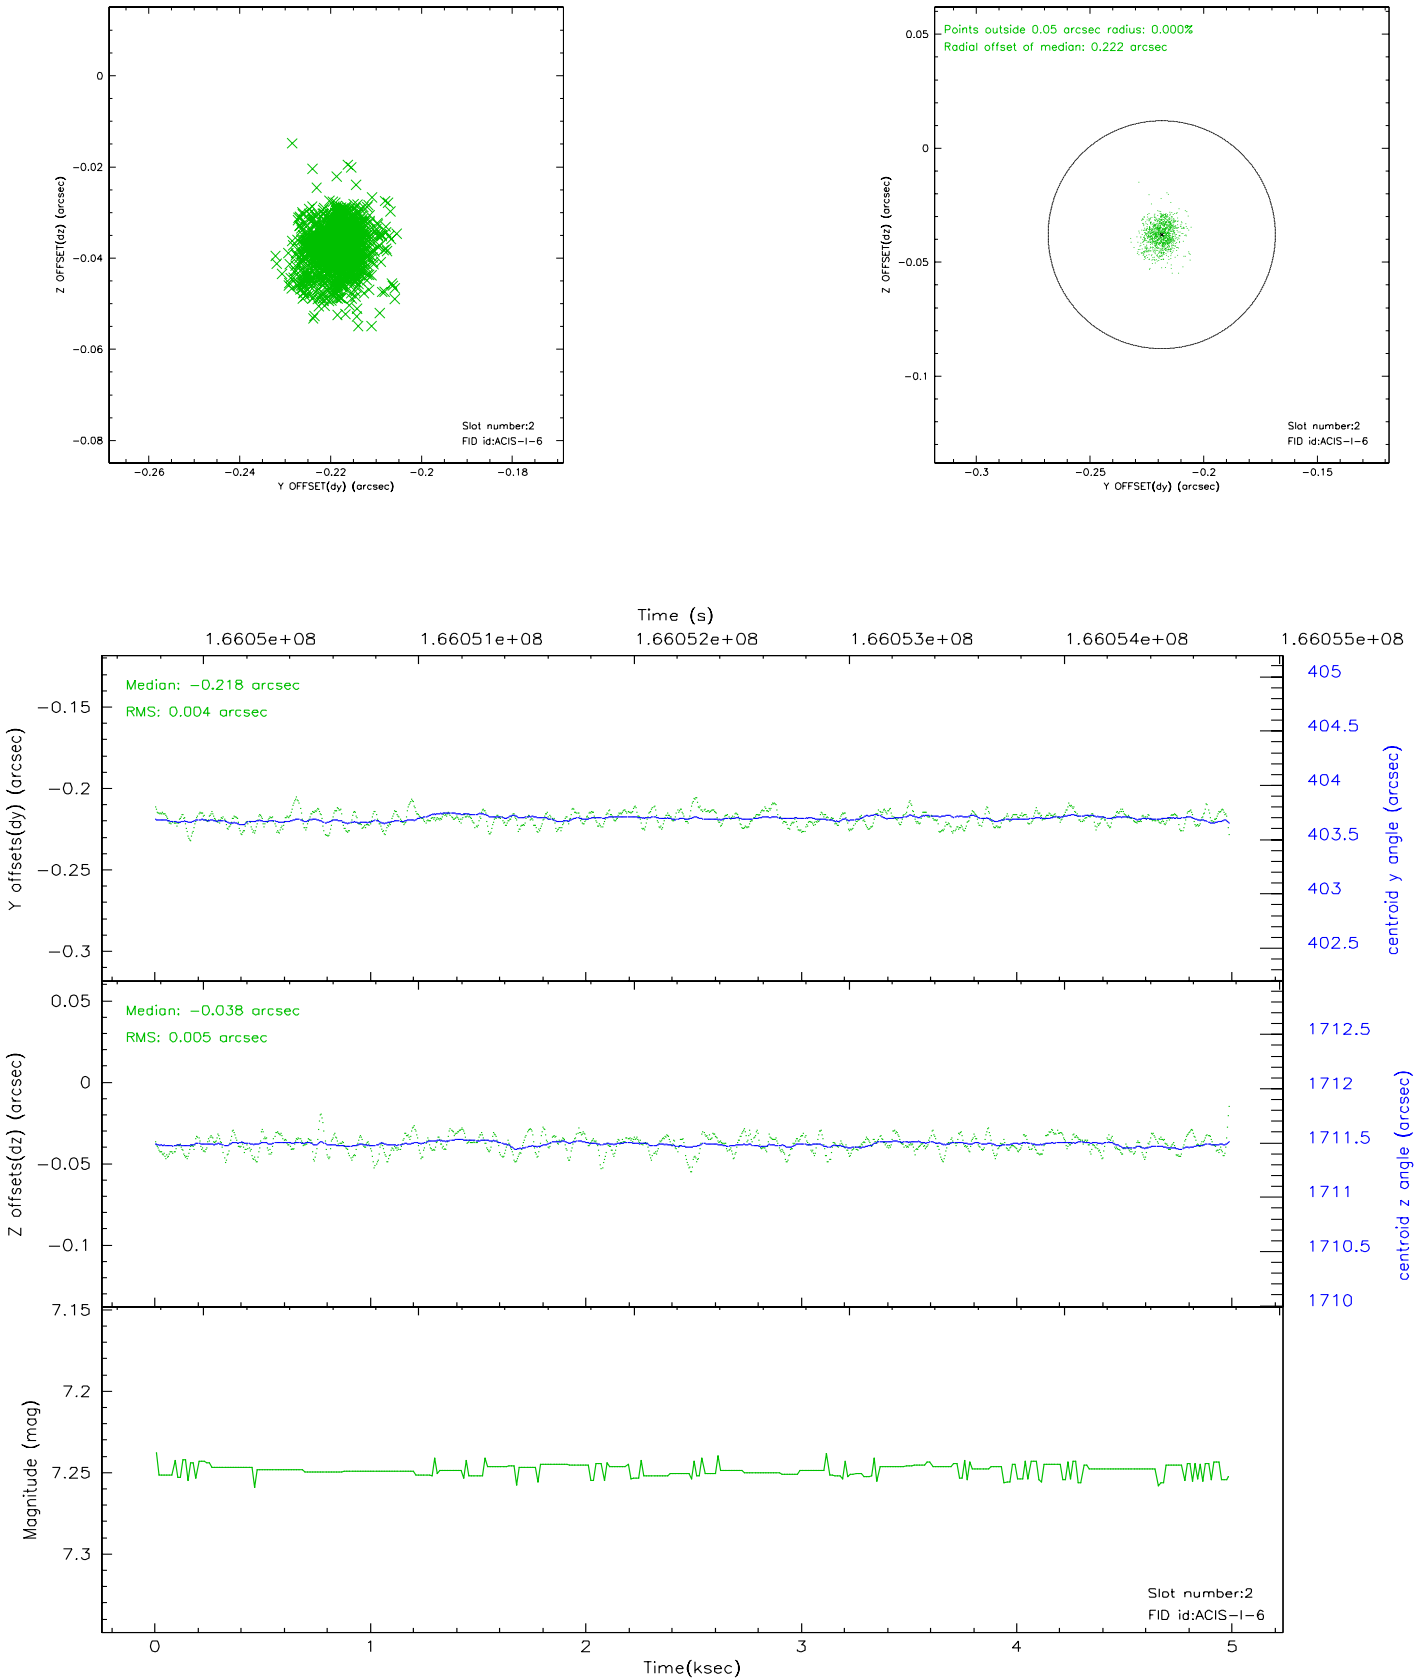 0
−0.02
−0.04
−0.06
−0.08
Z OFFSET(dz) (arcsec)
−0.26
−0.24
−0.22
−0.2
−0.18
Y OFFSET(dy) (arcsec)
Slot number:2
FID id:ACIS−I−6
Points outside 0.05 arcsec radius: 0.000%
Radial offset of median: 0.222 arcsec
0.05
0
−0.05
−0.1
Z OFFSET(dz) (arcsec)
−0.3
−0.25
−0.2
−0.15
Y OFFSET(dy) (arcsec)
Slot number:2
FID id:ACIS−I−6
Time (s)
1.6605e+08
1.66051e+08
1.66052e+08
1.66053e+08
1.66054e+08
1.66055e+08
Median: −0.218 arcsec
RMS: 0.004 arcsec
−0.15
−0.2
−0.25
−0.3
Y offsets(dy) (arcsec)
405
404.5
404
403.5
403
402.5
centroid y angle (arcsec)
Median: −0.038 arcsec
RMS: 0.005 arcsec
0.05
0
−0.05
−0.1
Z offsets(dz) (arcsec)
1712.5
1712
1711.5
1711
1710.5
1710
centroid z angle (arcsec)
7.15
7.2
7.25
7.3
Magnitude (mag)
Slot number:2
FID id:ACIS−I−6
0
1
2
3
4
5
Time(ksec)